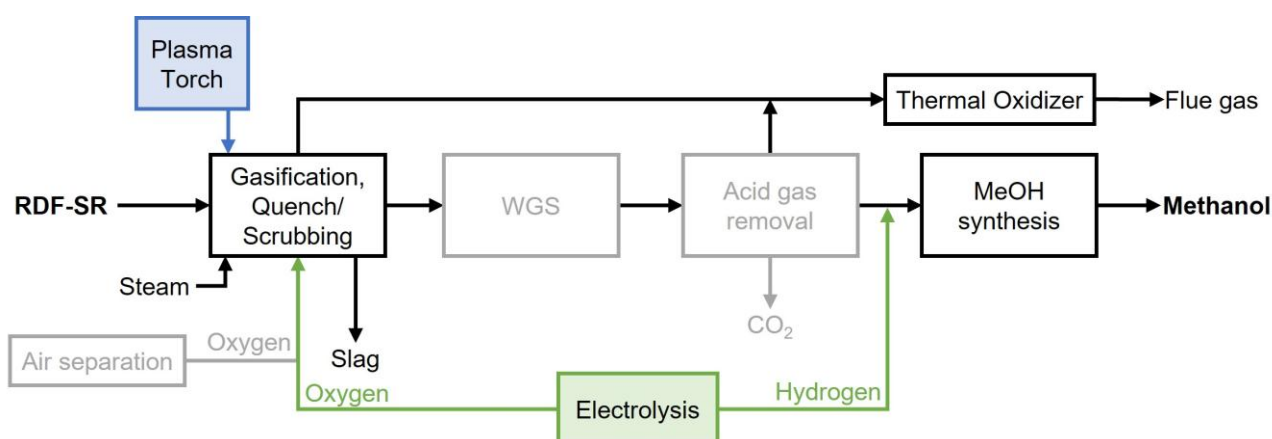 Plasma
Torch
Thermal Oxidizer
Flue gas
RDF-SR
Gasification,
Quench/
Scrubbing
WGS
Acid gas
removal
MeOH
synthesis
Methanol
Steam
Air separation
Oxygen
Slag
CO₂
Oxygen
Electrolysis
Hydrogen